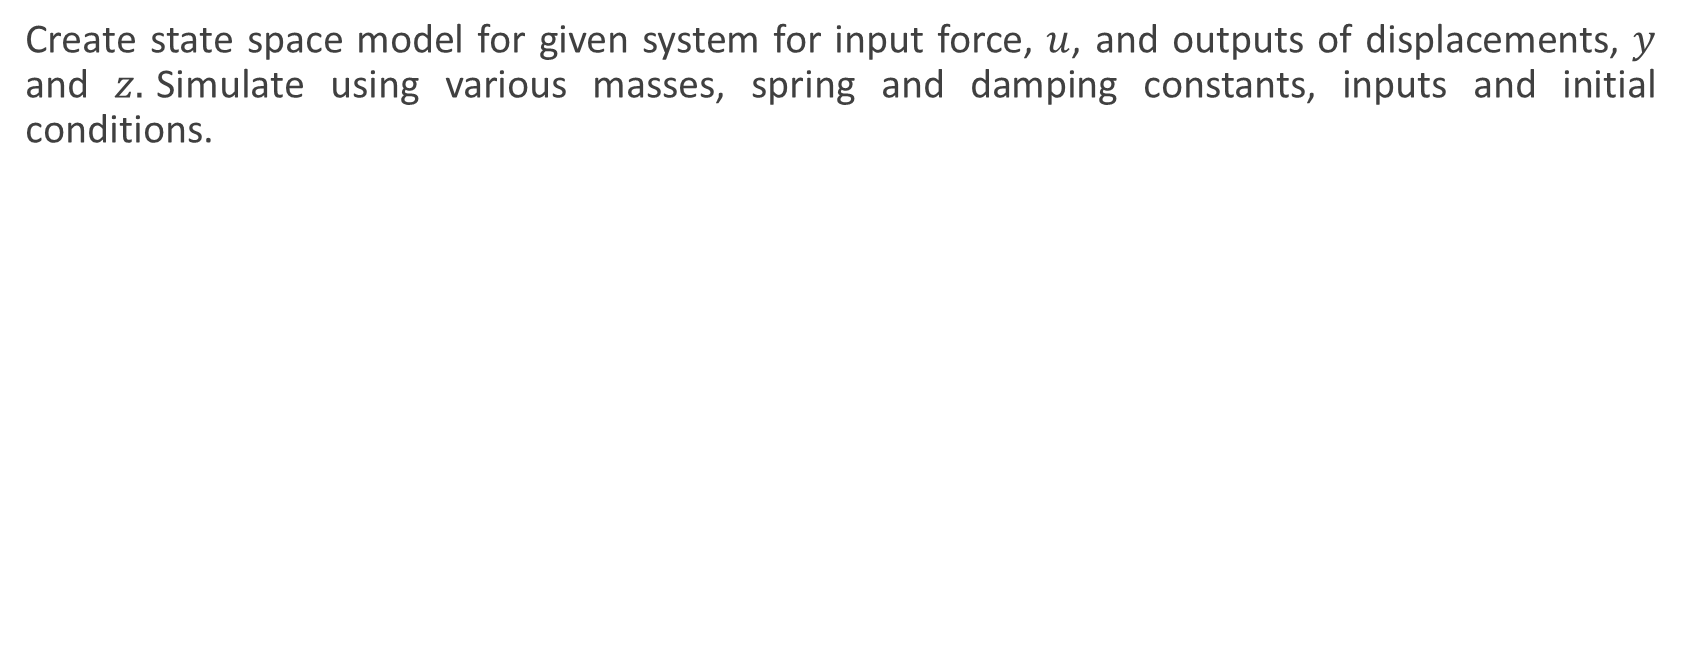 Create state space model for given system for input force, u, and outputs of displacements, y
and z. Simulate using various masses, spring and damping constants, inputs and initial
conditions.